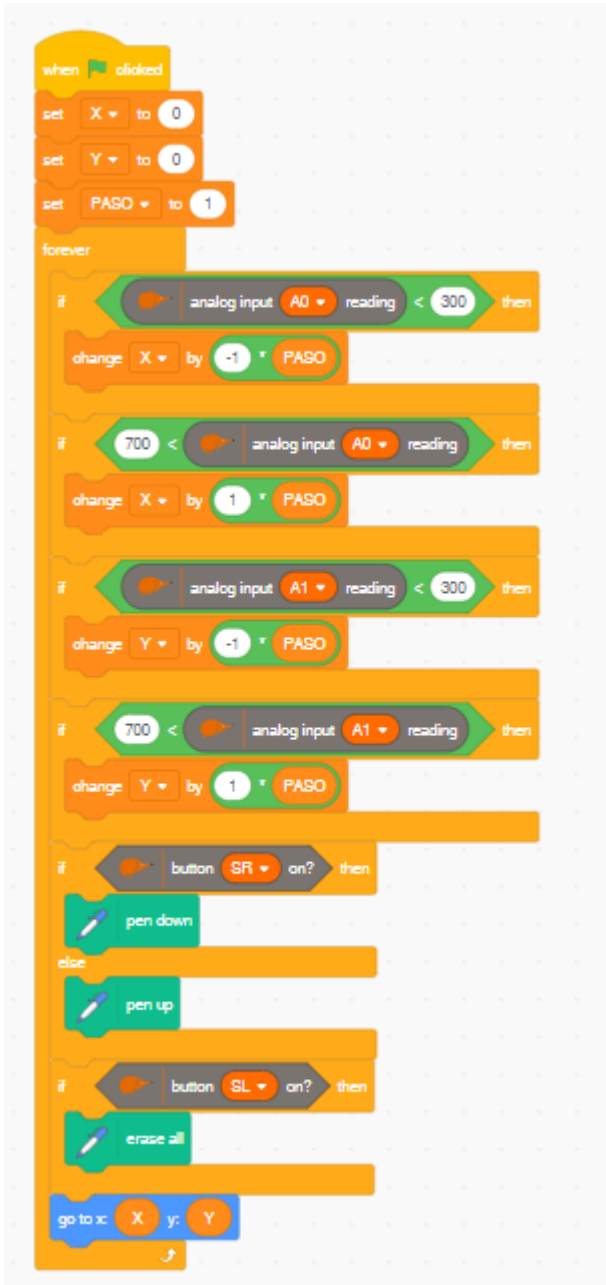 when clicked
set X to 0
set Y to 0
set PASO to 1
forever
if analog input A0 reading < 300 then
change X by -1 * PASO
if 700 < analog input A0 reading then
change X by 1 * PASO
if analog input A1 reading < 300 then
change Y by -1 * PASO
if 700 < analog input A1 reading then
change Y by 1 * PASO
if button SR on? then
pen down
else
pen up
if button SL on? then
erase all
go to x: X y: Y